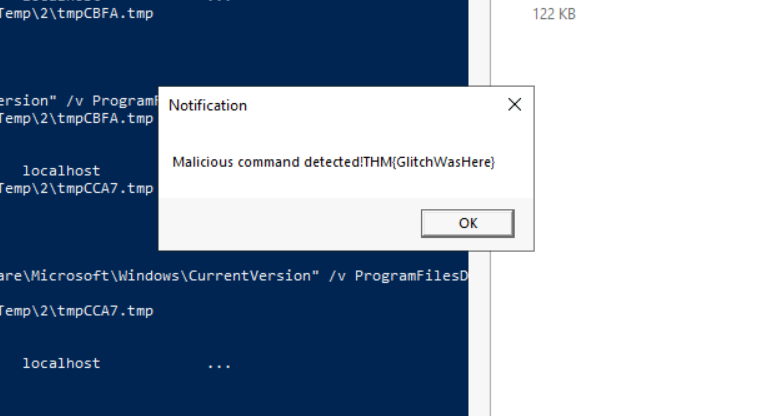 Temp\2\tmpCBFA.tmp
122 KB
ersion" /v ProgramF
Temp\2\tmpCBFA.tmp
Notification
Malicious command detected!THM{GlitchWasHere}
localhost
Temp\2\tmpCCA7.tmp
OK
are\Microsoft\Windows\CurrentVersion" /v ProgramFilesD
Temp\2\tmpCCA7.tmp
localhost ...